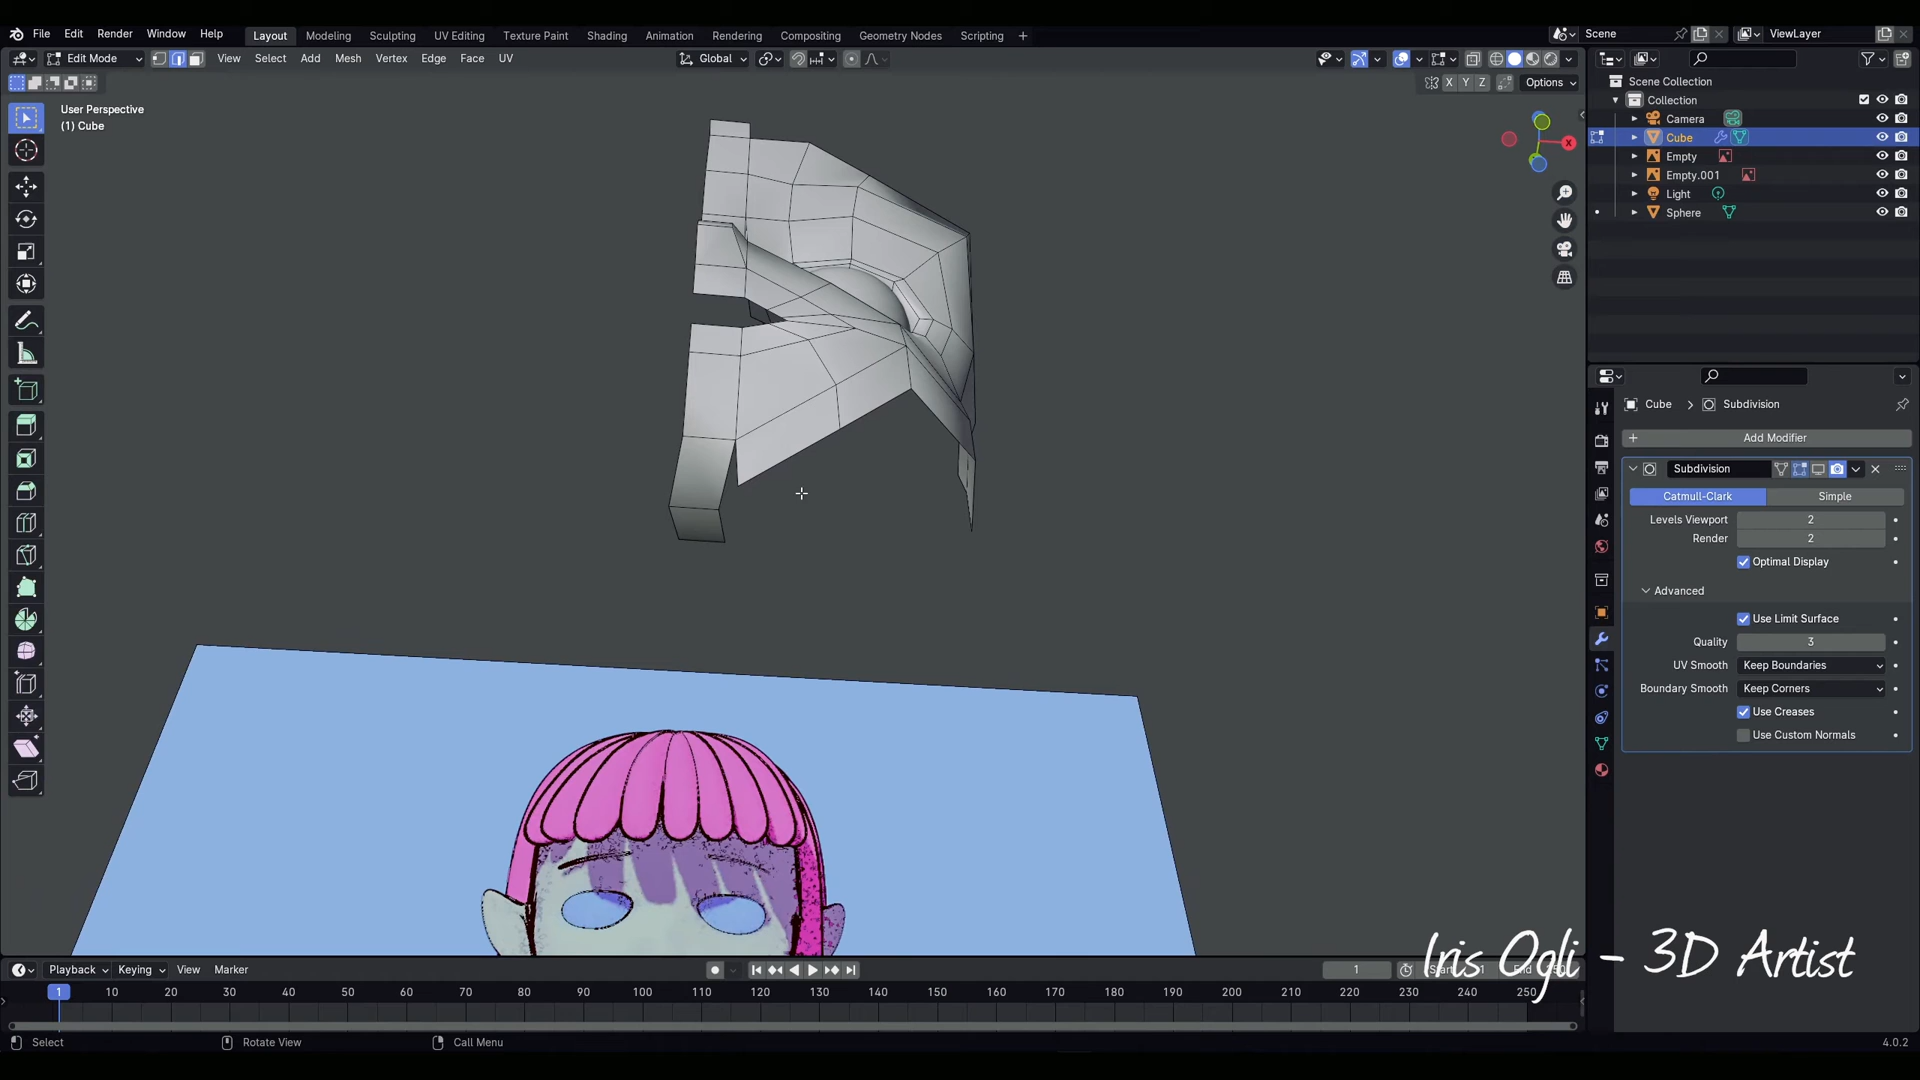 File Edit Render Window Help Layout Modeling Sculpting UV Editing Texture Paint Shading Animation Rendering Compositing Geometry Nodes Scripting Scene ViewLayer
Edit Mode View Select Add Mesh Vertex Edge Face UV Global
X Y Z Options
User Perspective
(1) Cube
X
Scene Collection
Collection
Camera
Cube
Empty
Empty.001
Light
Sphere
Cube Subdivision
Add Modifier
Subdivision
Catmull-Clark Simple
Levels Viewport 2
Render 2
Optimal Display
Advanced
Use Limit Surface
Quality 3
UV Smooth Keep Boundaries
Boundary Smooth Keep Corners
Use Creases
Use Custom Normals
Iris Ogli - 3D Artist
Playback Keying View Marker 1 End
1 10 20 30 40 50 60 70 80 90 100 110 120 130 140 150 160 170 180 190 200 210 220 230 240 250
Select Rotate View Call Menu 4.0.2